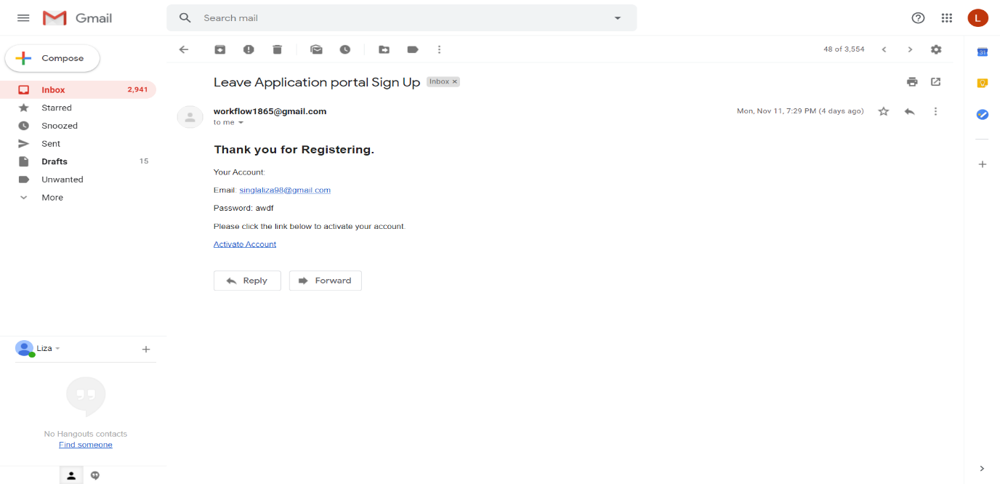 Gmail
Search mail
L
Compose
48 of 3,554
31
Inbox 2,941
Starred
Snoozed
Sent
Drafts 15
Unwanted
More
Leave Application portal Sign Up Inbox ×
workflow1865@gmail.com Mon, Nov 11, 7:29 PM (4 days ago)
to me
Thank you for Registering.
Your Account:
Email: singlaliza98@gmail.com
Password: awdf
Please click the link below to activate your account.
Activate Account
Reply Forward
Liza
No Hangouts contacts
Find someone